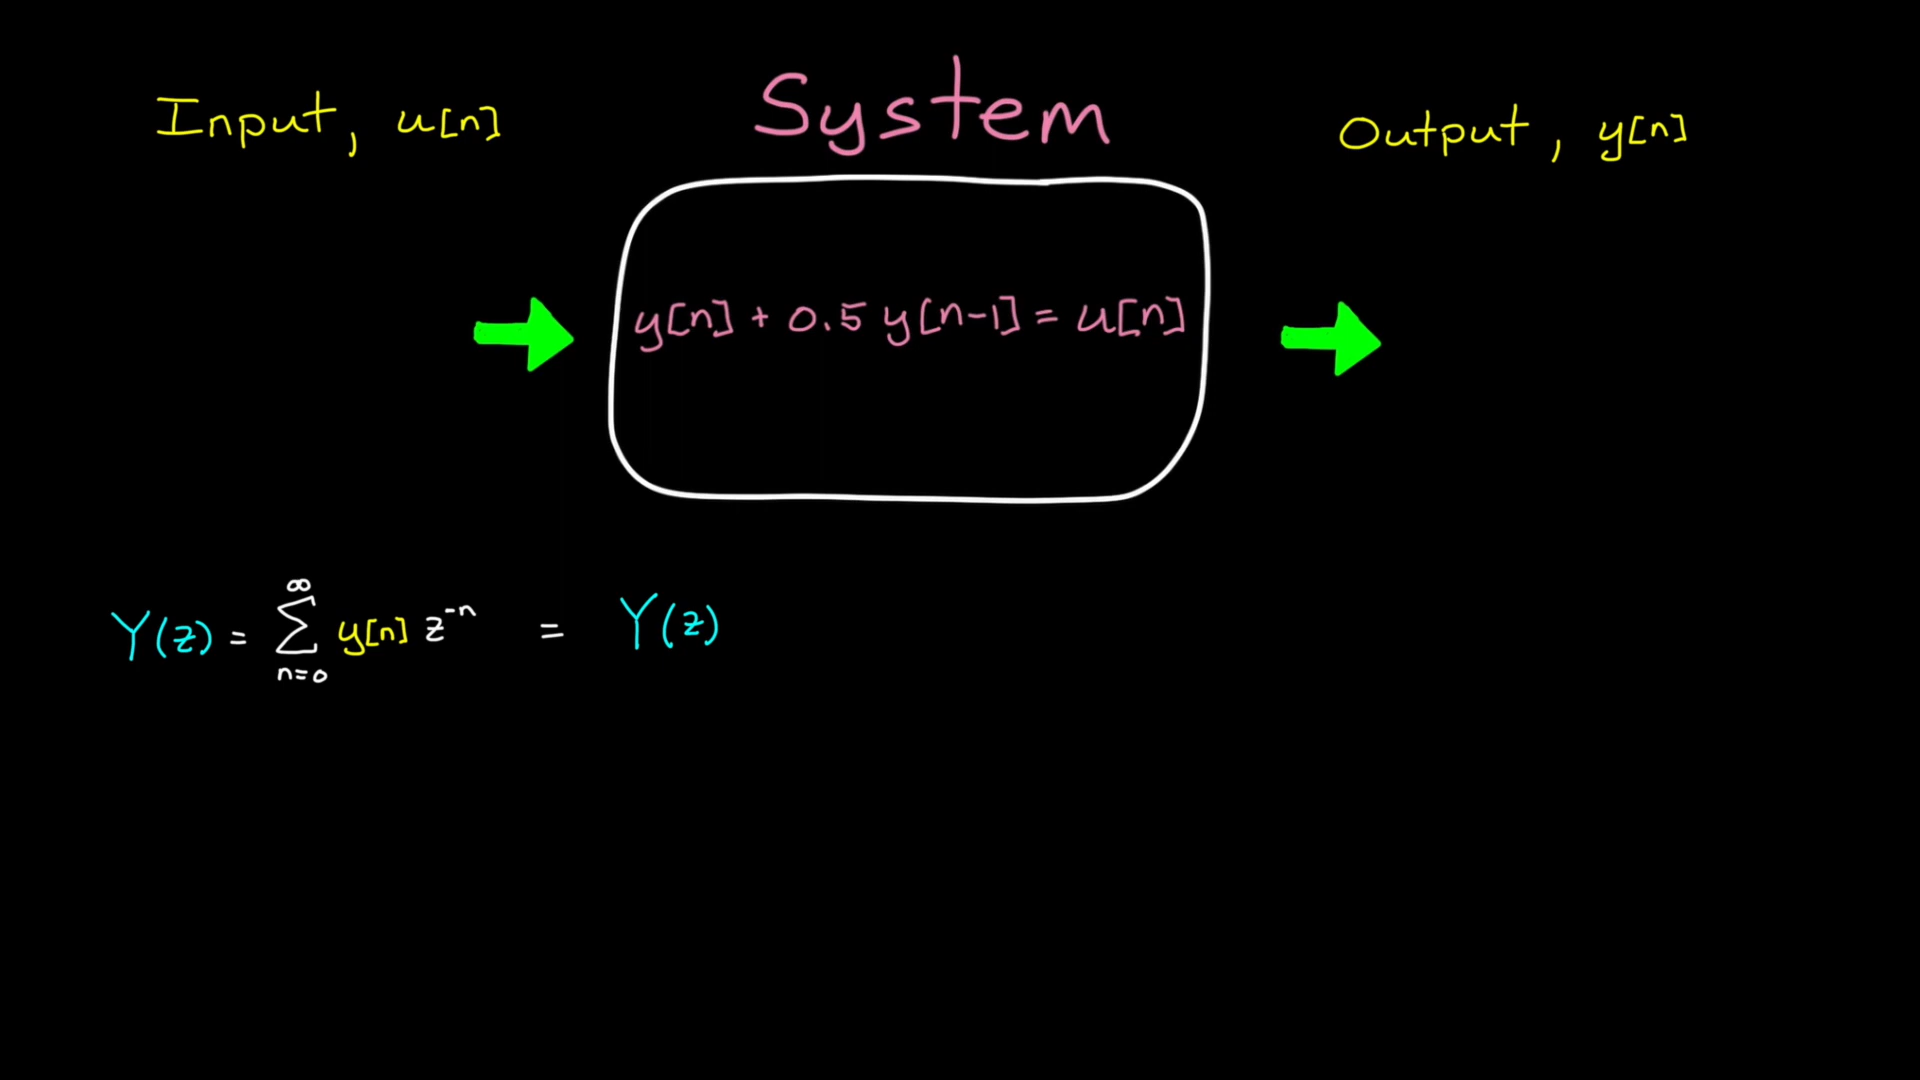 Input, u[n]
System
Output, y[n]
y[n] + 0.5 y[n-1] = u[n]
Y(z) = ∑_{n=0}^{∞} y[n] z^{-n} = Y(z)